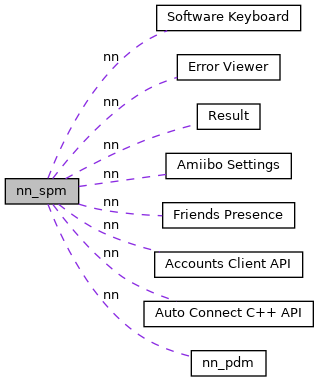 Software Keyboard
nn
Error Viewer
nn
Result
nn
Amiibo Settings
nn
nn_spm
nn
Friends Presence
nn
Accounts Client API
nn
Auto Connect C++ API
nn
nn_pdm